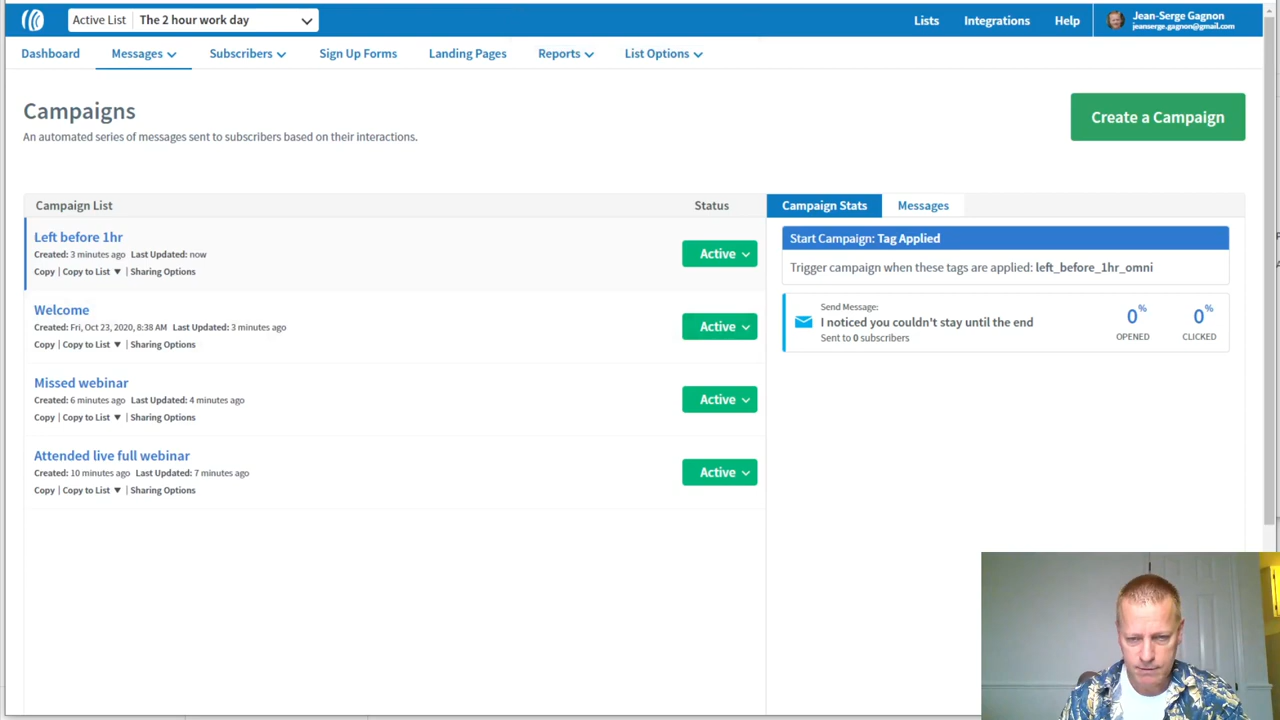 Active List The 2 hour work day
Lists Integrations Help
Jean-Serge Gagnon
jeanserge.gagnon@gmail.com
Dashboard Messages Subscribers Sign Up Forms Landing Pages Reports List Options
Campaigns
An automated series of messages sent to subscribers based on their interactions.
Create a Campaign
Campaign List Status
Left before 1hr
Created: 3 minutes ago Last Updated: now
Copy | Copy to List ▼ | Sharing Options
Active
Welcome
Created: Fri, Oct 23, 2020, 8:38 AM Last Updated: 3 minutes ago
Copy | Copy to List ▼ | Sharing Options
Active
Missed webinar
Created: 6 minutes ago Last Updated: 4 minutes ago
Copy | Copy to List ▼ | Sharing Options
Active
Attended live full webinar
Created: 10 minutes ago Last Updated: 7 minutes ago
Copy | Copy to List ▼ | Sharing Options
Active
Campaign Stats Messages
Start Campaign: Tag Applied
Trigger campaign when these tags are applied: left_before_1hr_omni
Send Message:
I noticed you couldn't stay until the end
Sent to 0 subscribers
0%
OPENED
0%
CLICKED